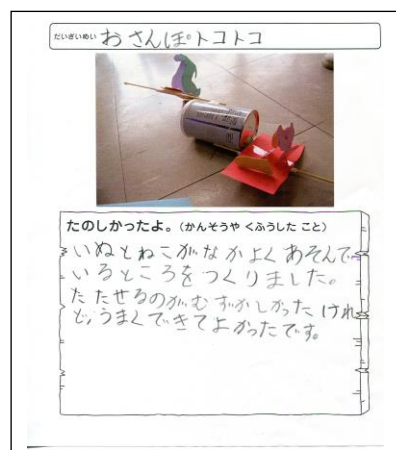 だいざいめい おさんぽトコトコ
たのしかったよ。（かんそうや くふうした こと）
いぬとねこがなかよくあそんで
いるところをつくりました。
たたせるのがむずかしかったけれ
ど、うまくできてよかったです。